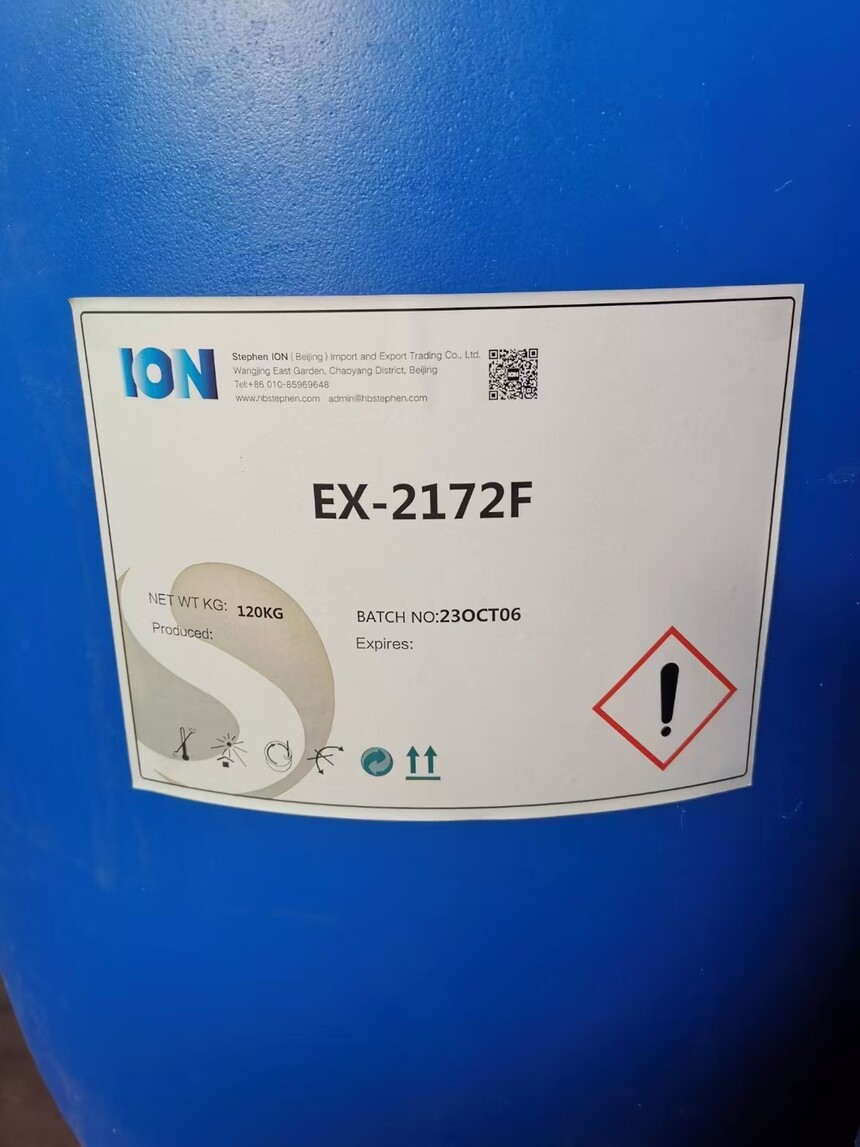 ION
Stephen ION ( Beijing ) Import and Export Trading Co., Ltd.
Wangjing East Garden, Chaoyang District, Beijing
Tel:+86 010-85969648
www.hbstephen.com admin@hbstephen.com
EX-2172F
NET WT KG: 120KG
BATCH NO:23OCT06
Produced:
Expires: